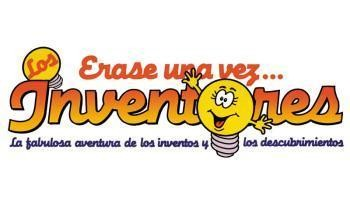 Erase una vez...
Los
Inventores
La fabulosa aventura de los inventos y los descubrimientos